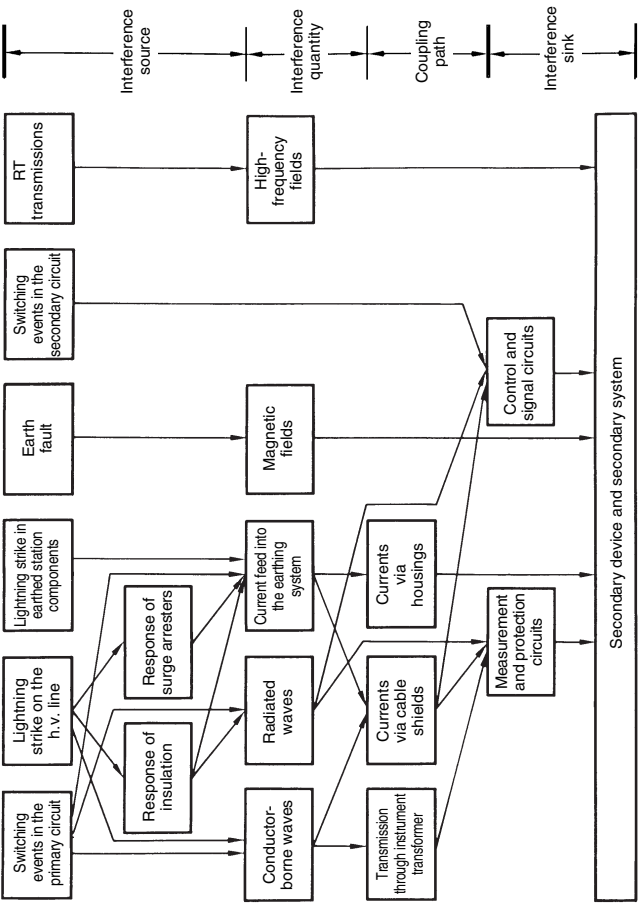 Switching
events in the
primary circuit
Lightning
strike on the
h.v. line
Lightning strike in
earthed station
components
Earth
fault
Switching
events in the
secondary circuit
RT
transmissions
Interference
source
Response of
insulation
Response of
surge arresters
Conductor-
borne waves
Radiated
waves
Current feed into
the earthing
system
Magnetic
fields
High-
frequency
fields
Interference
quantity
Transmission
through instument
transformer
Currents
via cable
shields
Currents
via
housings
Coupling
path
Measurement
and protection
circuits
Control and
signal circuits
Interference
sink
Secondary device and secondary system